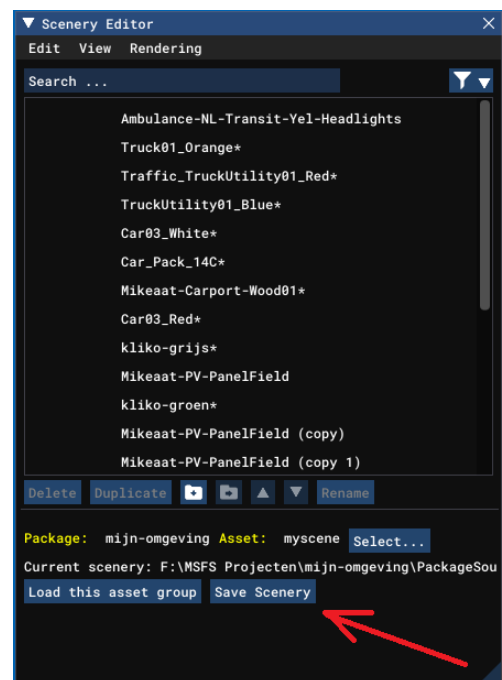 Scenery Editor
Edit View Rendering
Search ...
Ambulance-NL-Transit-Yel-Headlights
Truck01_Orange*
Traffic_TruckUtility01_Red*
TruckUtility01_Blue*
Car03_White*
Car_Pack_14C*
Mikeaat-Carport-Wood01*
Car03_Red*
kliko-grijs*
Mikeaat-PV-PanelField
kliko-groen*
Mikeaat-PV-PanelField (copy)
Mikeaat-PV-PanelField (copy 1)
Delete Duplicate Rename
Package: mijn-omgeving Asset: myscene Select...
Current scenery: F:\MSFS Projecten\mijn-omgeving\PackageSou
Load this asset group Save Scenery